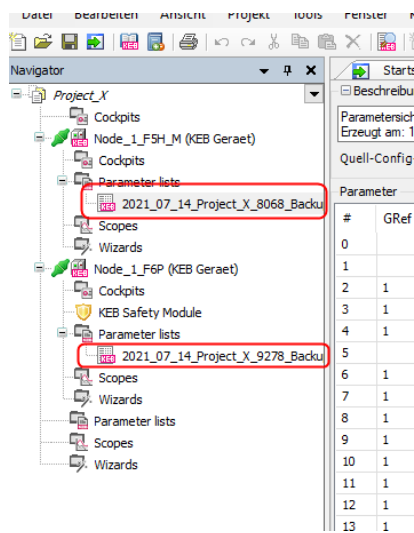 Datei Bearbeiten Ansicht Projekt Tools Fenster
Navigator
Starts
Project_X
Beschreibu
Cockpits
Parametersich
Node_1_F5H_M (KEB Geraet)
Erzeugt am: 1
Cockpits
Quell-Config-
Parameter lists
Parameter
2021_07_14_Project_X_8068_Backu
# GRef
Scopes
0
Wizards
1
Node_1_F6P (KEB Geraet)
2 1
Cockpits
3 1
KEB Safety Module
4 1
Parameter lists
5
2021_07_14_Project_X_9278_Backu
6 1
Scopes
7 1
Wizards
8 1
Parameter lists
9 1
Scopes
10 1
Wizards
11 1
12 1
13 1